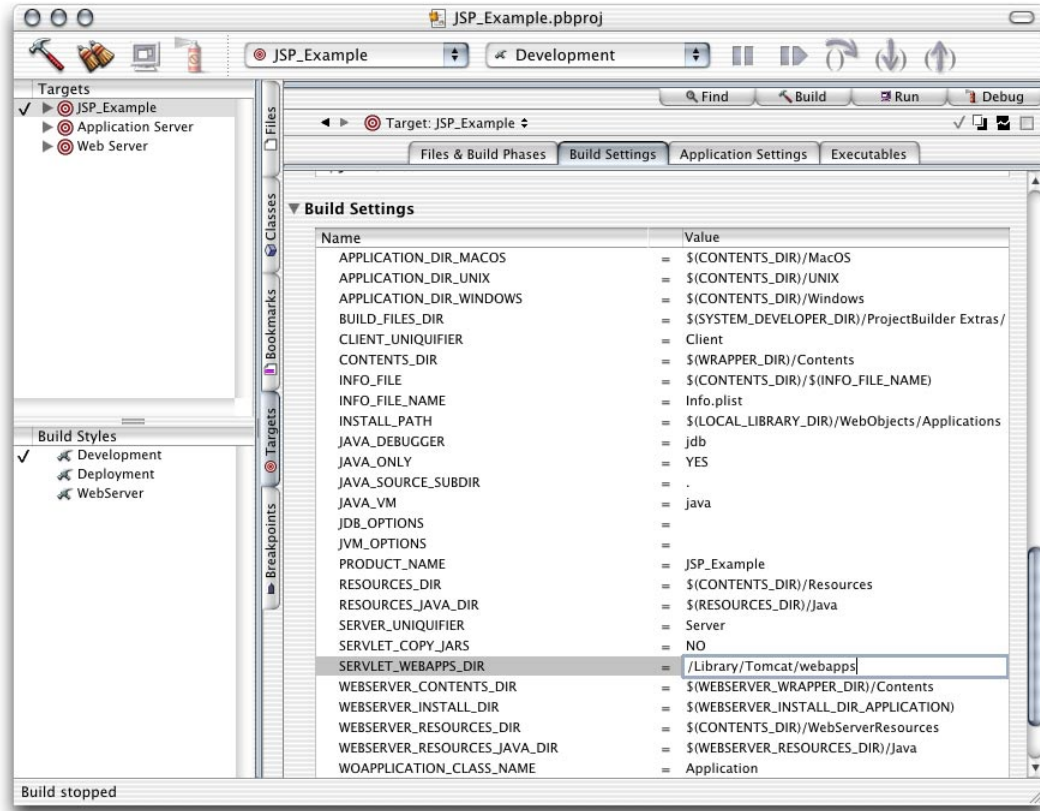 JSP_Example.pbproj
JSP_Example
Development
Targets
JSP_Example
Application Server
Web Server
Build Styles
Development
Deployment
WebServer
Files
Classes
Bookmarks
Targets
Breakpoints
Find
Build
Run
Debug
Target: JSP_Example
Files & Build Phases
Build Settings
Application Settings
Executables
Build Settings
Name Value
APPLICATION_DIR_MACOS = $(CONTENTS_DIR)/MacOS
APPLICATION_DIR_UNIX = $(CONTENTS_DIR)/UNIX
APPLICATION_DIR_WINDOWS = $(CONTENTS_DIR)/Windows
BUILD_FILES_DIR = $(SYSTEM_DEVELOPER_DIR)/ProjectBuilder Extras/
CLIENT_UNIQUIFIER = Client
CONTENTS_DIR = $(WRAPPER_DIR)/Contents
INFO_FILE = $(CONTENTS_DIR)/$(INFO_FILE_NAME)
INFO_FILE_NAME = Info.plist
INSTALL_PATH = $(LOCAL_LIBRARY_DIR)/WebObjects/Applications
JAVA_DEBUGGER = jdb
JAVA_ONLY = YES
JAVA_SOURCE_SUBDIR = .
JAVA_VM = java
JDB_OPTIONS =
JVM_OPTIONS =
PRODUCT_NAME = JSP_Example
RESOURCES_DIR = $(CONTENTS_DIR)/Resources
RESOURCES_JAVA_DIR = $(RESOURCES_DIR)/Java
SERVER_UNIQUIFIER = Server
SERVLET_COPY_JARS = NO
SERVLET_WEBAPPS_DIR = /Library/Tomcat/webapps
WEBSERVER_CONTENTS_DIR = $(WEBSERVER_WRAPPER_DIR)/Contents
WEBSERVER_INSTALL_DIR = $(WEBSERVER_INSTALL_DIR_APPLICATION)
WEBSERVER_RESOURCES_DIR = $(CONTENTS_DIR)/WebServerResources
WEBSERVER_RESOURCES_JAVA_DIR = $(WEBSERVER_RESOURCES_DIR)/Java
WOAPPLICATION_CLASS_NAME = Application
Build stopped